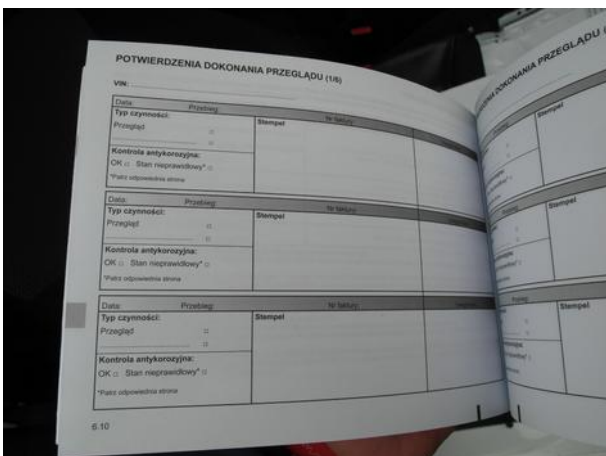 POTWIERDZENIA DOKONANIA PRZEGLĄDU (1/6)
VIN:
Data: Przebieg: Nr faktury:
Typ czynności: Stempel
Przegląd
Kontrola antykorozyjna:
OK □ Stan nieprawidłowy* □
*Patrz odpowiednia strona
Data: Przebieg: Nr faktury:
Typ czynności: Stempel
Przegląd
Kontrola antykorozyjna:
OK □ Stan nieprawidłowy* □
*Patrz odpowiednia strona
Data: Przebieg: Nr faktury:
Typ czynności: Stempel
Przegląd
Kontrola antykorozyjna:
OK □ Stan nieprawidłowy* □
*Patrz odpowiednia strona
6.10
DOKONANIA PRZEGLĄDU
Przebieg:
Stempel
Przebieg:
Stempel
Przebieg:
Stempel